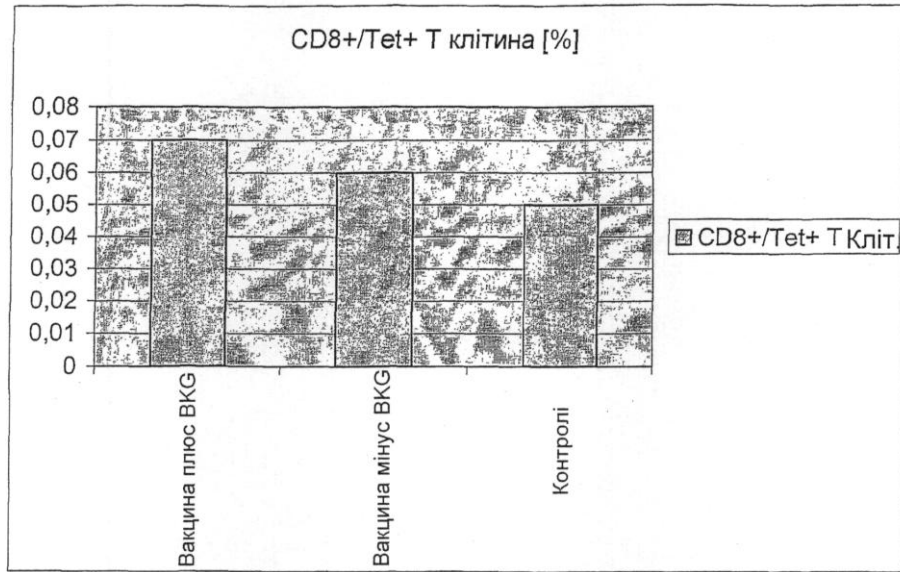 CD8+/Tet+ Т клітина [%]
0,08
0,07
0,06
0,05
0,04
0,03
0,02
0,01
0
CD8+/Tet+ Т Кліт.
Вакцина плюс BKG
Вакцина мінус BKG
Контролі